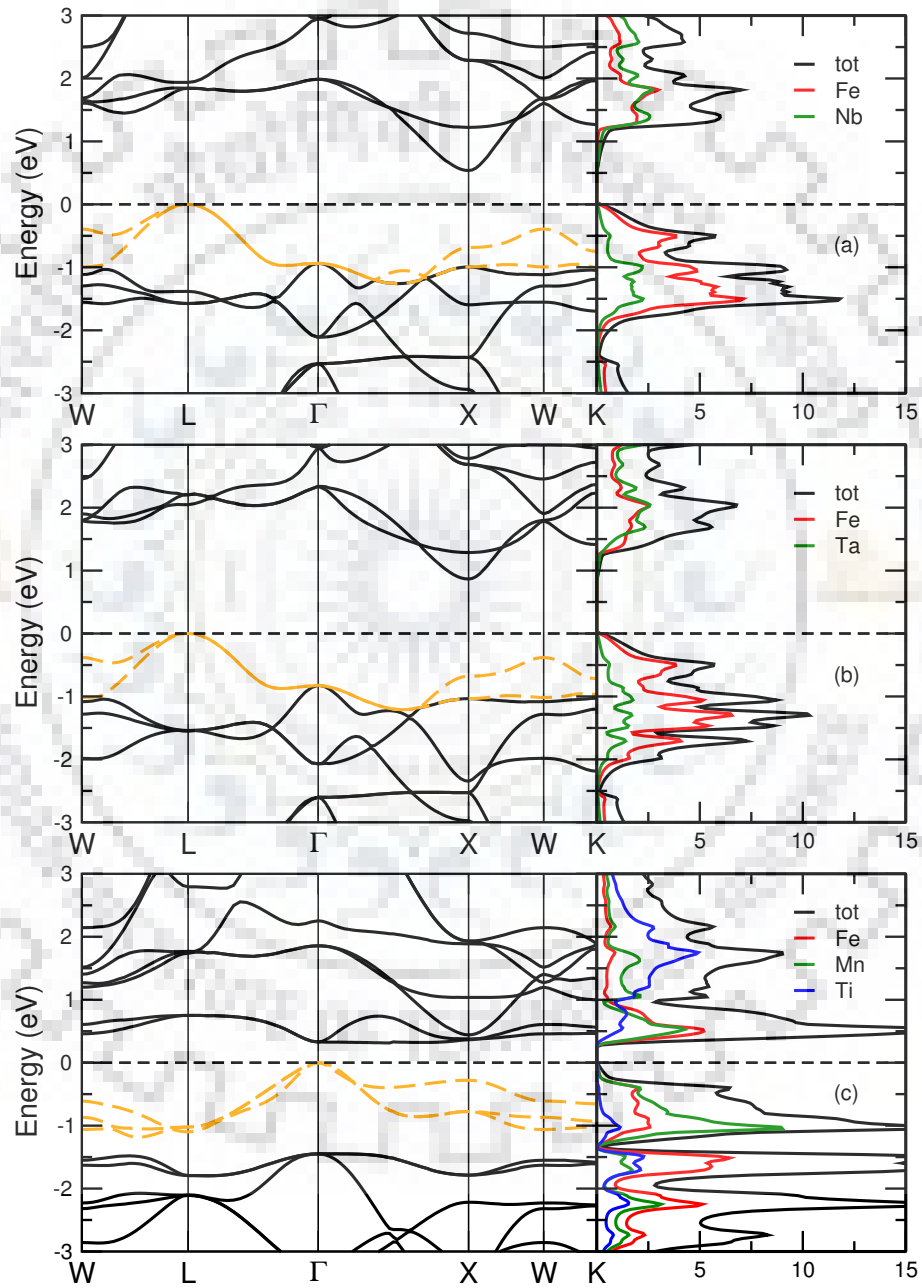 3
2
1
0
-1
-2
-3
Energy (eV)
tot
Fe
Nb
(a)
W L Γ X W K 5 10 15
3
2
1
0
-1
-2
-3
Energy (eV)
tot
Fe
Ta
(b)
W L Γ X W K 5 10 15
3
2
1
0
-1
-2
-3
Energy (eV)
tot
Fe
Mn
Ti
(c)
W L Γ X W K 5 10 15